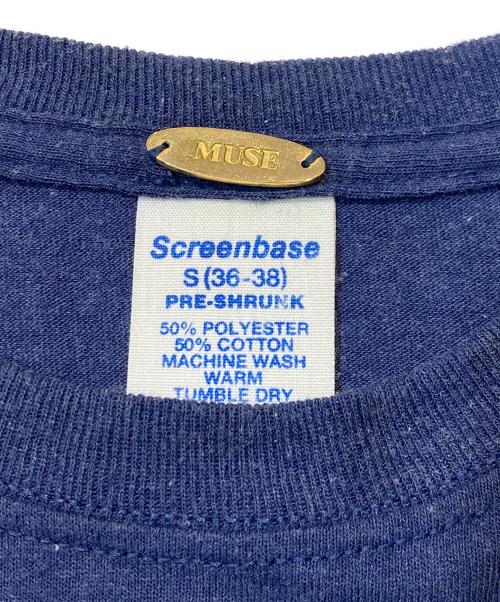 MUSE
Screenbase
S (36-38)
PRE-SHRUNK
50% POLYESTER
50% COTTON
MACHINE WASH
WARM
TUMBLE DRY